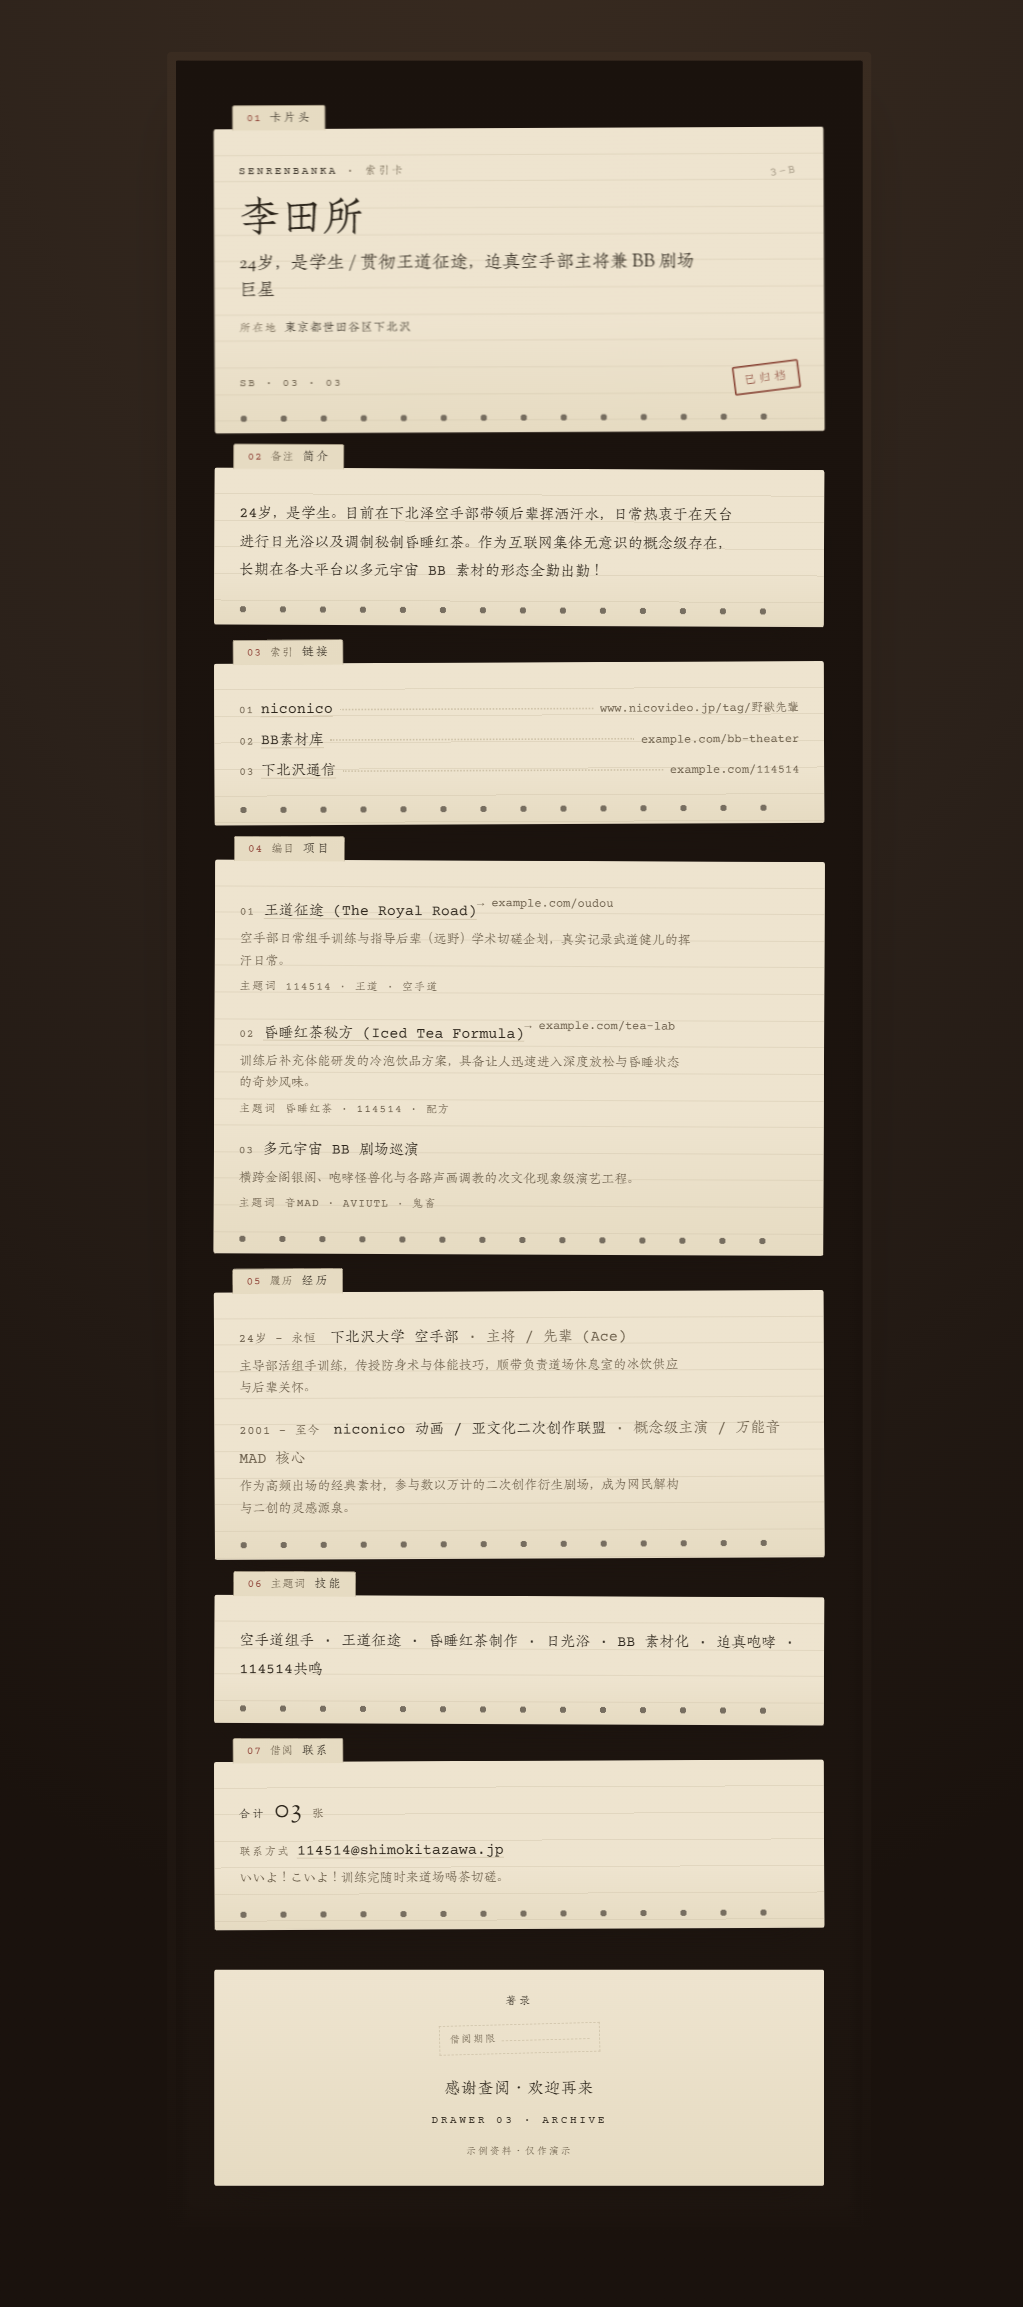 01 卡片头
SENRENBANKA · 索引卡
3-B
李田所
24岁，是学生 / 贯彻王道征途，迫真空手部主将兼 BB 剧场
巨星
所在地 東京都世田谷区下北沢
SB · 03 · 03
已归档
02 备注 简介
24岁，是学生。目前在下北泽空手部带领后辈挥洒汗水，日常热衷于在天台
进行日光浴以及调制秘制昏睡红茶。作为互联网集体无意识的概念级存在，
长期在各大平台以多元宇宙 BB 素材的形态全勤出勤！
03 索引 链接
01 niconico www.nicovideo.jp/tag/野獣先輩
02 BB素材库 example.com/bb-theater
03 下北沢通信 example.com/114514
04 编目 项目
01 王道征途 (The Royal Road) → example.com/oudou
空手部日常组手训练与指导后辈（远野）学术切磋企划，真实记录武道健儿的挥
汗日常。
主题词 114514 · 王道 · 空手道
02 昏睡红茶秘方 (Iced Tea Formula) → example.com/tea-lab
训练后补充体能研发的冷泡饮品方案，具备让人迅速进入深度放松与昏睡状态
的奇妙风味。
主题词 昏睡红茶 · 114514 · 配方
03 多元宇宙 BB 剧场巡演
横跨金阁银阁、咆哮怪兽化与各路声画调教的次文化现象级演艺工程。
主题词 音MAD · AVIUTL · 鬼畜
05 履历 经历
24岁 – 永恒 下北沢大学 空手部 · 主将 / 先辈 (Ace)
主导部活组手训练，传授防身术与体能技巧，顺带负责道场休息室的冰饮供应
与后辈关怀。
2001 – 至今 niconico 动画 / 亚文化二次创作联盟 · 概念级主演 / 万能音
MAD 核心
作为高频出场的经典素材，参与数以万计的二次创作衍生剧场，成为网民解构
与二创的灵感源泉。
06 主题词 技能
空手道组手 · 王道征途 · 昏睡红茶制作 · 日光浴 · BB 素材化 · 迫真咆哮 ·
114514共鸣
07 借阅 联系
合计 03 张
联系方式 114514@shimokitazawa.jp
いいよ！こいよ！训练完随时来道场喝茶切磋。
著录
借阅期限
感谢查阅 · 欢迎再来
DRAWER 03 · ARCHIVE
示例资料 · 仅作演示